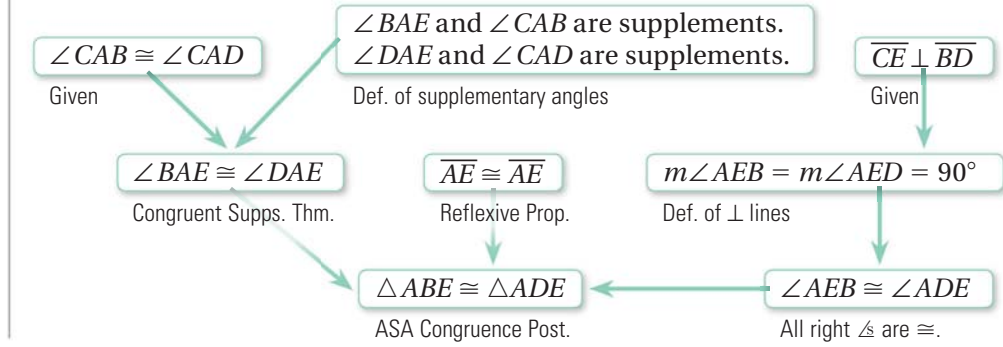 ∠BAE and ∠CAB are supplements.
∠DAE and ∠CAD are supplements.
∠CAB ≅ ∠CAD
CE ⊥ BD
Given
Def. of supplementary angles
Given
∠BAE ≅ ∠DAE
AE ≅ AE
m∠AEB = m∠AED = 90°
Congruent Supps. Thm.
Reflexive Prop.
Def. of ⊥ lines
△ABE ≅ △ADE
∠AEB ≅ ∠ADE
ASA Congruence Post.
All right ∠s are ≅.